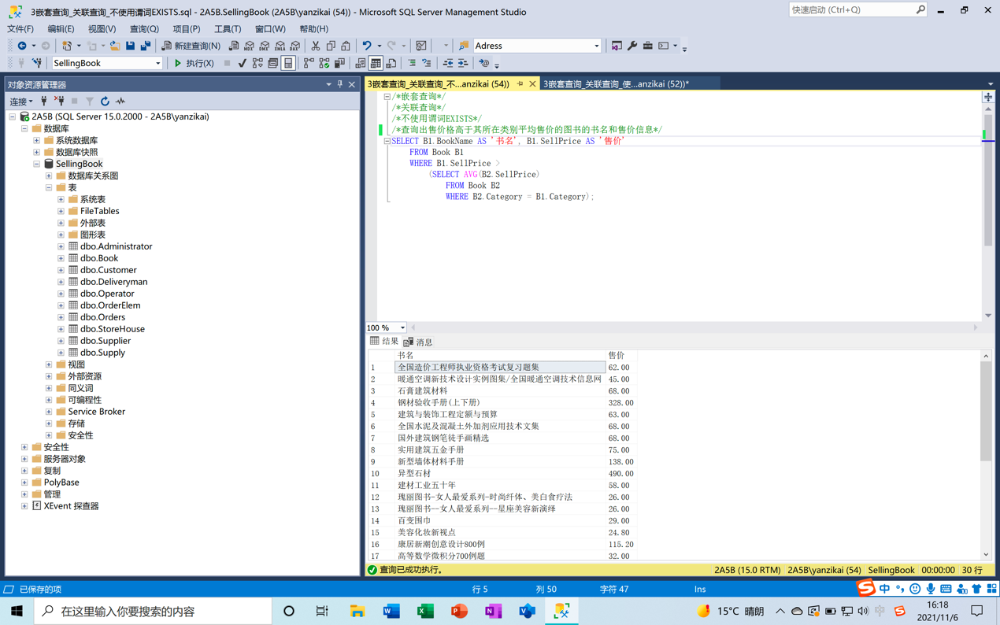 3嵌套查询_关联查询_不使用谓词EXISTS.sql - 2A5B.SellingBook (2A5B\yanzikai (54)) - Microsoft SQL Server Management Studio
快速启动 (Ctrl+Q)
文件(F) 编辑(E) 视图(V) 查询(Q) 项目(P) 工具(T) 窗口(W) 帮助(H)
新建查询(N) MDX DMX XMLA DAX Adress
SellingBook 执行(X)
对象资源管理器
连接
2A5B (SQL Server 15.0.2000 - 2A5B\yanzikai)
数据库
系统数据库
数据库快照
SellingBook
数据库关系图
表
系统表
FileTables
外部表
图形表
dbo.Administrator
dbo.Book
dbo.Customer
dbo.Deliveryman
dbo.Operator
dbo.OrderElem
dbo.Orders
dbo.StoreHouse
dbo.Supplier
dbo.Supply
视图
外部资源
同义词
可编程性
Service Broker
存储
安全性
安全性
服务器对象
复制
PolyBase
管理
XEvent 探查器
3嵌套查询_关联查询_不...anzikai (54)) 3嵌套查询_关联查询_使...anzikai (52))*
/*嵌套查询*/
/*关联查询*/
/*不使用谓词EXISTS*/
/*查询出售价格高于其所在类别平均售价的图书的书名和售价信息*/
SELECT B1.BookName AS '书名', B1.SellPrice AS '售价'
FROM Book B1
WHERE B1.SellPrice >
(SELECT AVG(B2.SellPrice)
FROM Book B2
WHERE B2.Category = B1.Category);
100 %
结果 消息
书名 售价
1 全国造价工程师执业资格考试复习题集 62.00
2 暖通空调新技术设计实例图集/全国暖通空调技术信息网 45.00
3 石膏建筑材料 68.00
4 钢材验收手册(上下册) 328.00
5 建筑与装饰工程定额与预算 63.00
6 全国水泥及混凝土外加剂应用技术文集 68.00
7 国外建筑钢笔徒手画精选 68.00
8 实用建筑五金手册 75.00
9 新型墙体材料手册 138.00
10 异型石材 490.00
11 建材工业五十年 58.00
12 瑰丽图书-女人最爱系列-时尚纤体、美白食疗法 26.00
13 瑰丽图书--女人最爱系列--星座美容新演绎 26.00
14 百变围巾 29.00
15 美容化妆新视点 24.80
16 康居新潮创意设计800例 115.20
17 高等数学微积分700例题 32.00
查询已成功执行。 2A5B (15.0 RTM) 2A5B\yanzikai (54) SellingBook 00:00:00 30 行
已保存的项 行 5 列 50 字符 47 Ins
中
在这里输入你要搜索的内容
15°C 晴朗
16:18
2021/11/6